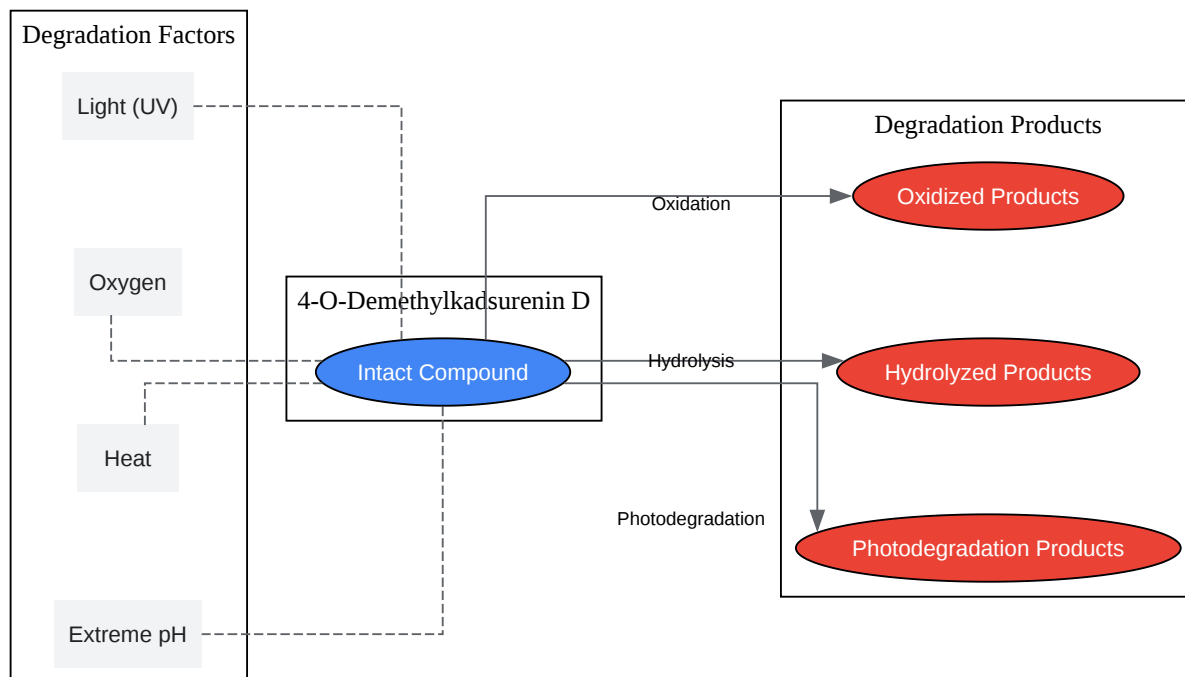 Degradation Factors
Light (UV)
Oxygen
Heat
Extreme pH
4-O-Demethylkadsurenin D
Intact Compound
Oxidation
Hydrolysis
Photodegradation
Degradation Products
Oxidized Products
Hydrolyzed Products
Photodegradation Products